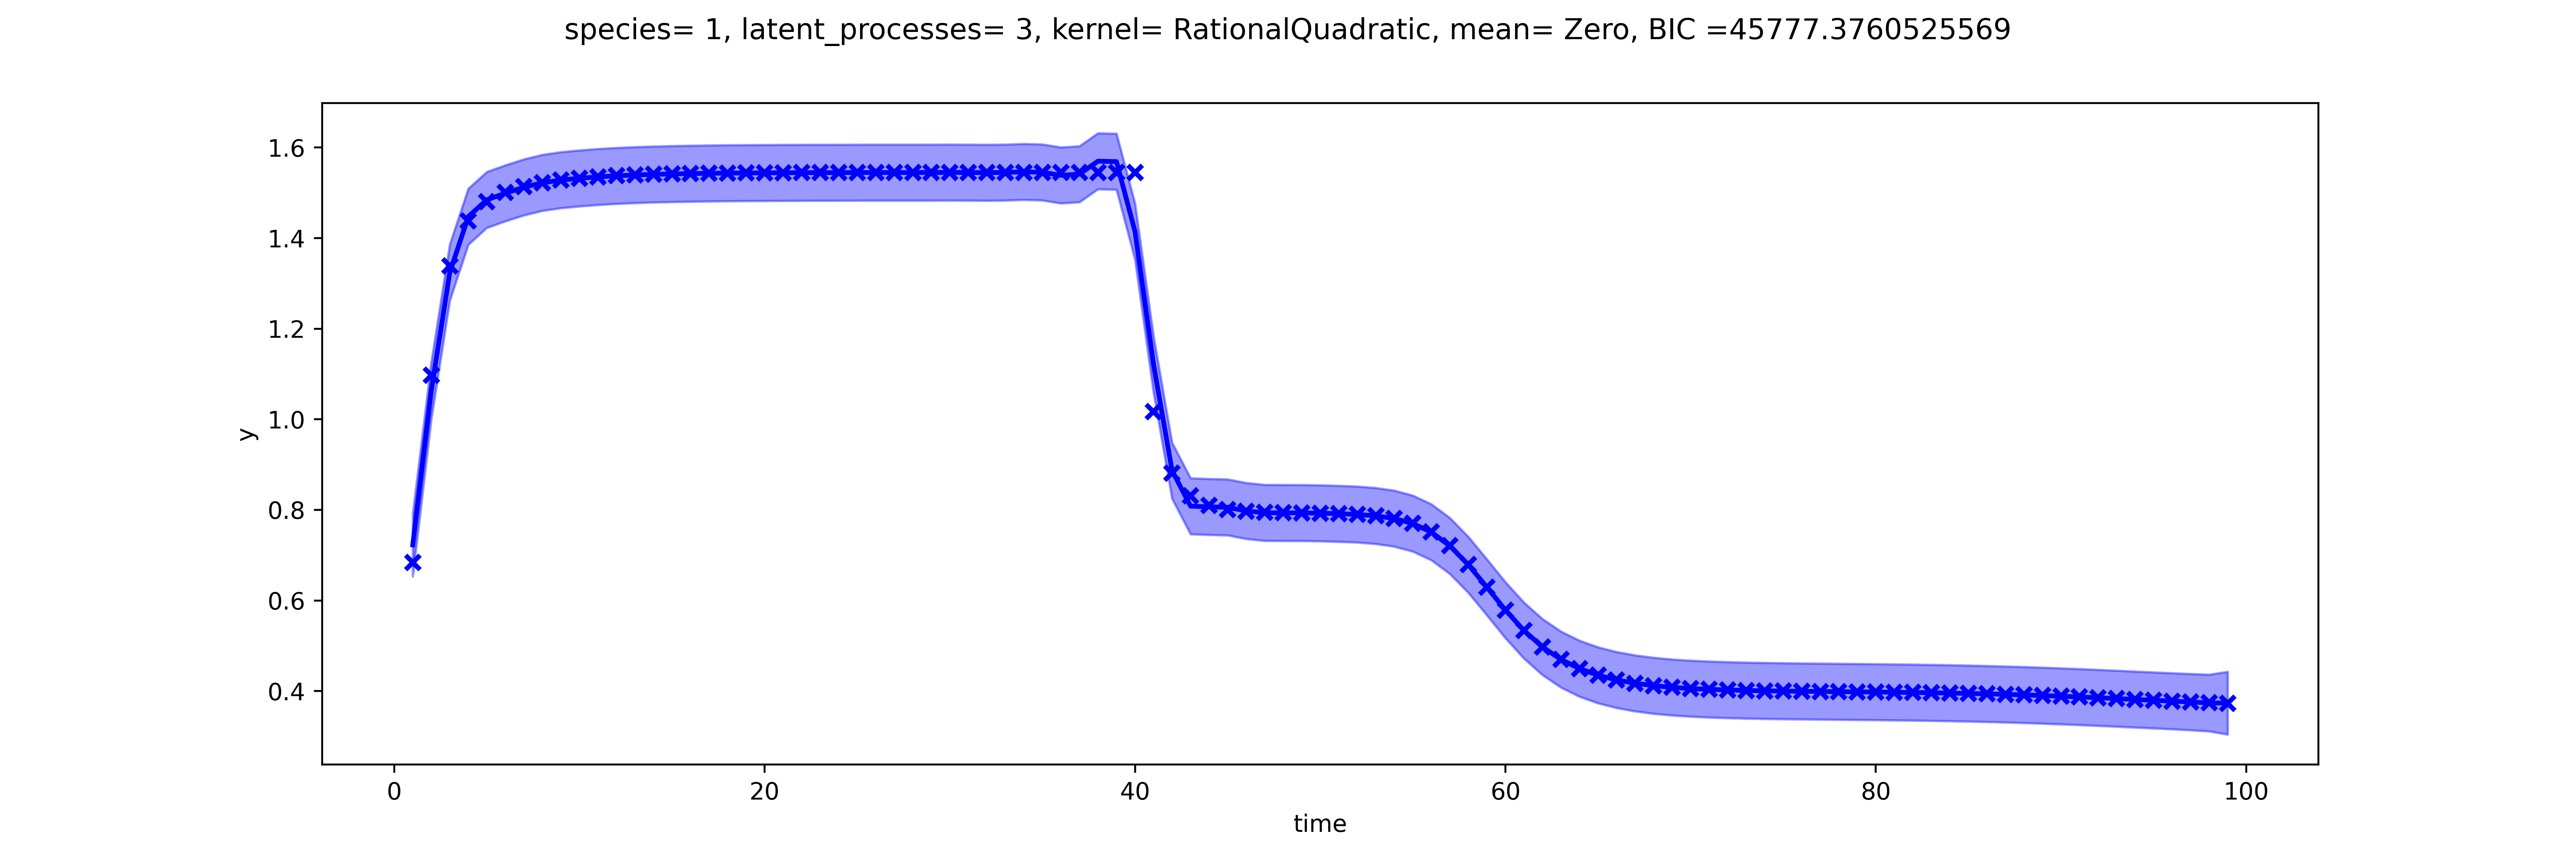 species= 1, latent_processes= 3, kernel= RationalQuadratic, mean= Zero, BIC =45777.3760525569
1.6
1.4
1.2
1.0
0.8
0.6
0.4
y
0 20 40 60 80 100
time